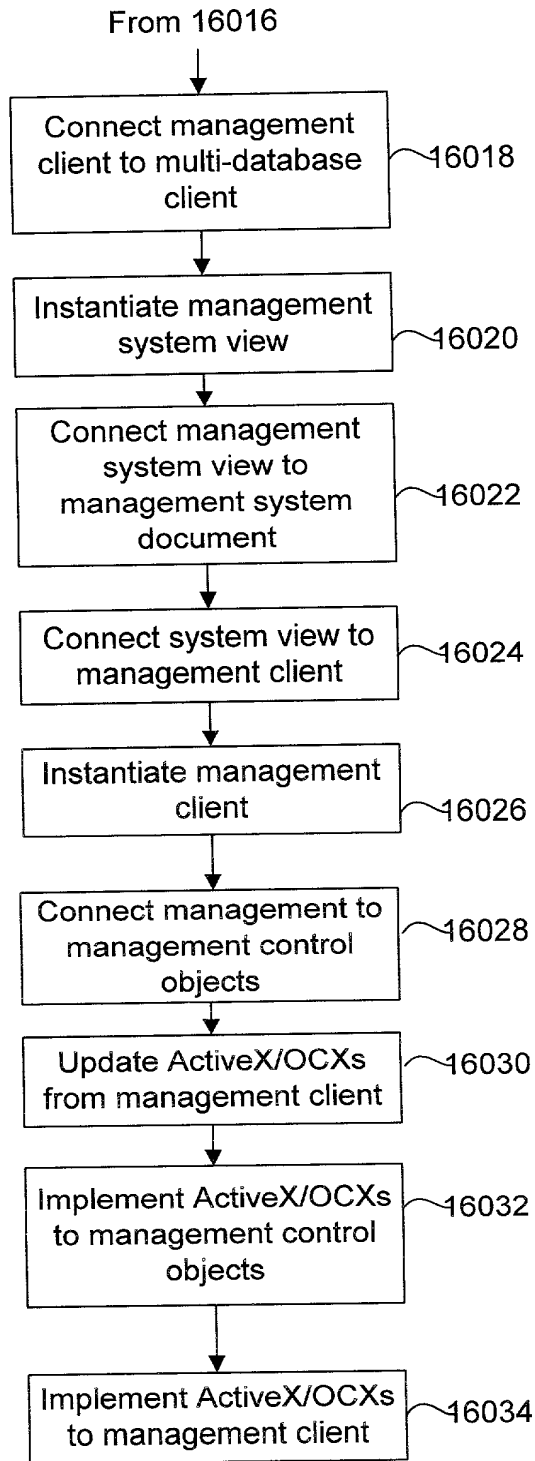 From 16016
Connect management
client to multi-database
client
16018
Instantiate management
system view
16020
Connect management
system view to
management system
document
16022
Connect system view to
management client
16024
Instantiate management
client
16026
Connect management to
management control
objects
16028
Update ActiveX/OCXs
from management client
16030
Implement ActiveX/OCXs
to management control
objects
16032
Implement ActiveX/OCXs
to management client
16034